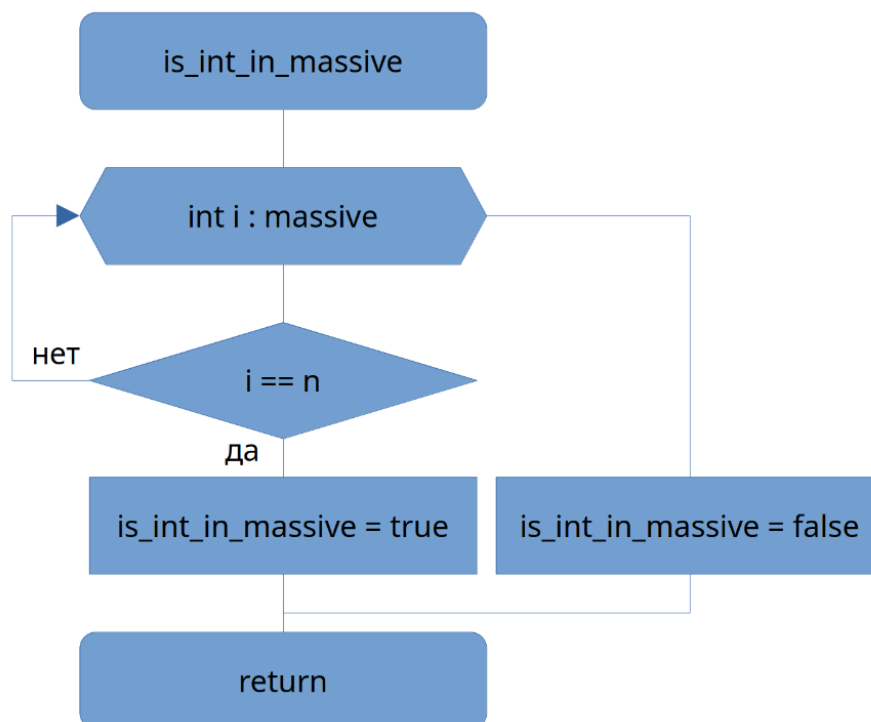 is_int_in_massive
int i : massive
нет
i == n
да
is_int_in_massive = true
is_int_in_massive = false
return